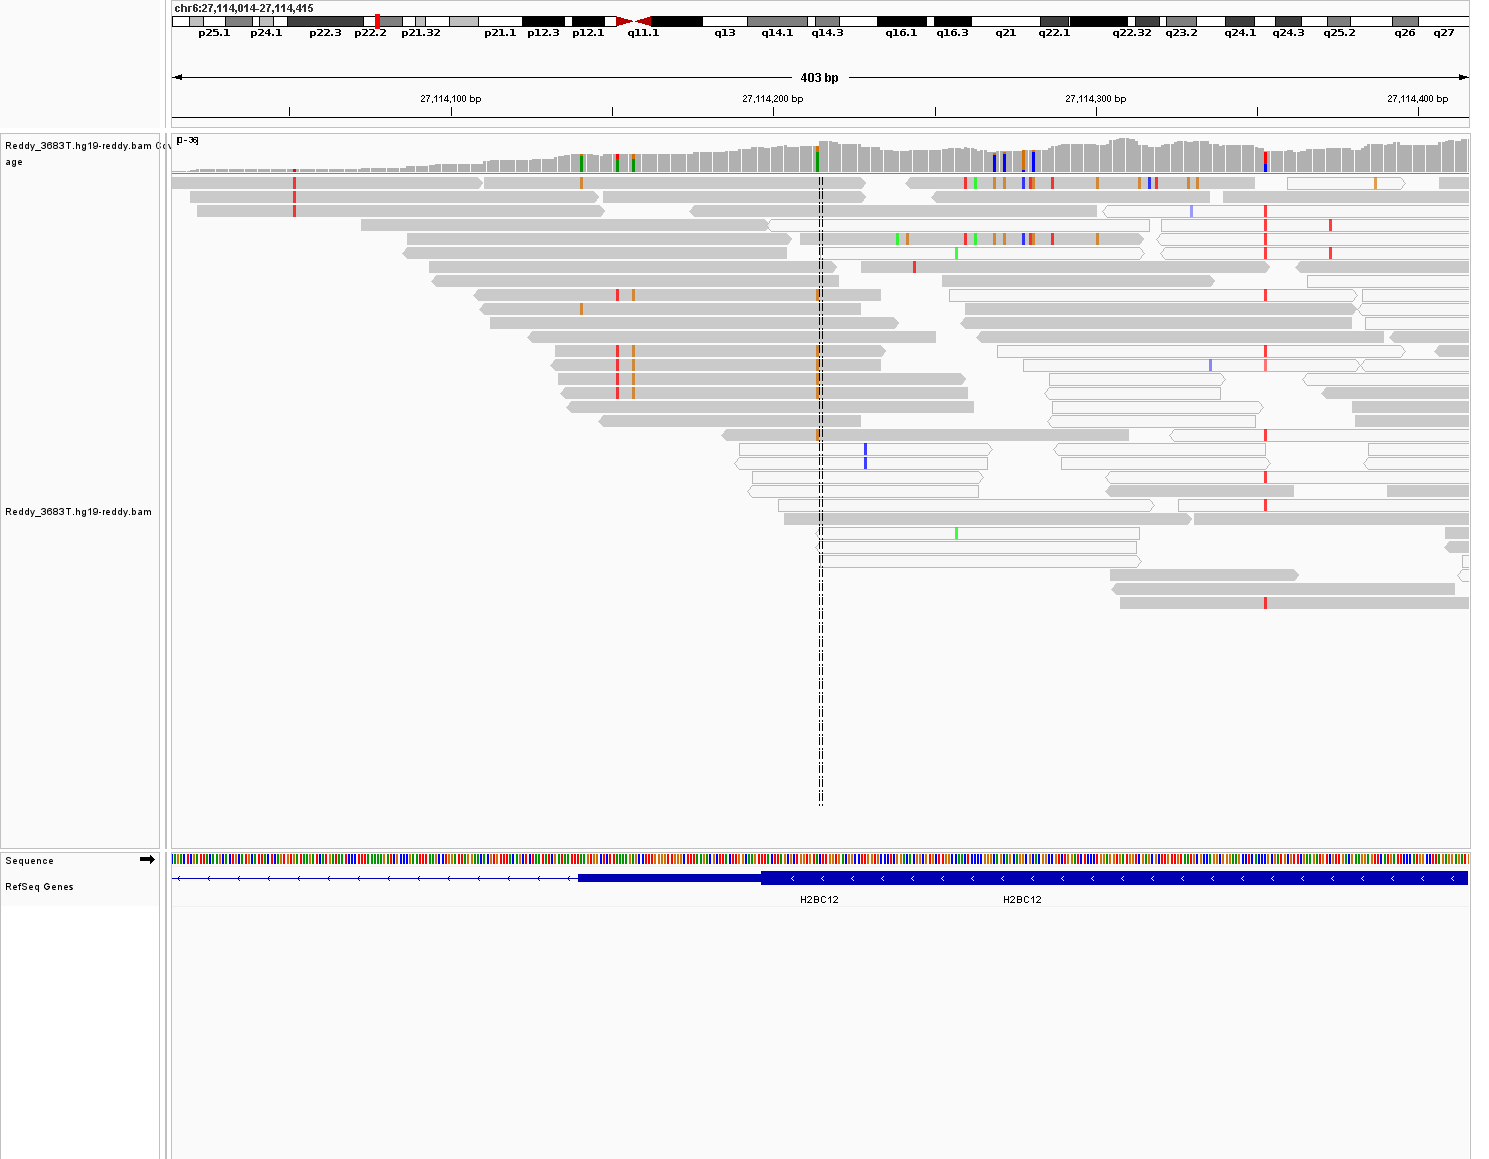 chr6:27,114,014-27,114,415
p25.1 p24.1 p22.3 p22.2 p21.32 p21.1 p12.3 p12.1 q11.1 q13 q14.1 q14.3 q16.1 q16.3 q21 q22.1 q22.32 q23.2 q24.1 q24.3 q25.2 q26 q27
403 bp
27,114,100 bp 27,114,200 bp 27,114,300 bp 27,114,400 bp
[0-36]
Reddy_3683T.hg19-reddy.bam Cov
age
Reddy_3683T.hg19-reddy.bam
Sequence
RefSeq Genes
H2BC12 H2BC12